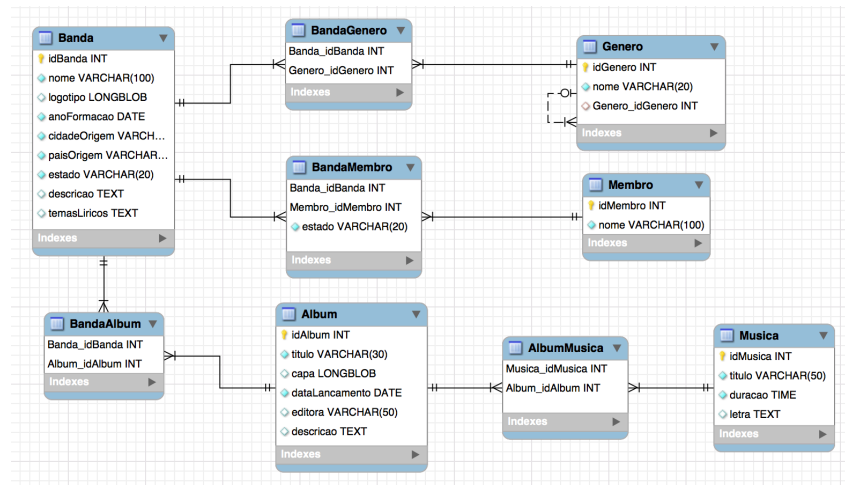 Banda
idBanda INT
nome VARCHAR(100)
logotipo LONGBLOB
anoFormacao DATE
cidadeOrigem VARCH...
paisOrigem VARCHAR...
estado VARCHAR(20)
descricao TEXT
temasLiricos TEXT
Indexes
BandaGenero
Banda_idBanda INT
Genero_idGenero INT
Indexes
Genero
idGenero INT
nome VARCHAR(20)
Genero_idGenero INT
Indexes
BandaMembro
Banda_idBanda INT
Membro_idMembro INT
estado VARCHAR(20)
Indexes
Membro
idMembro INT
nome VARCHAR(100)
Indexes
BandaAlbum
Banda_idBanda INT
Album_idAlbum INT
Indexes
Album
idAlbum INT
titulo VARCHAR(30)
capa LONGBLOB
dataLancamento DATE
editora VARCHAR(50)
descricao TEXT
Indexes
AlbumMusica
Musica_idMusica INT
Album_idAlbum INT
Indexes
Musica
idMusica INT
titulo VARCHAR(50)
duracao TIME
letra TEXT
Indexes